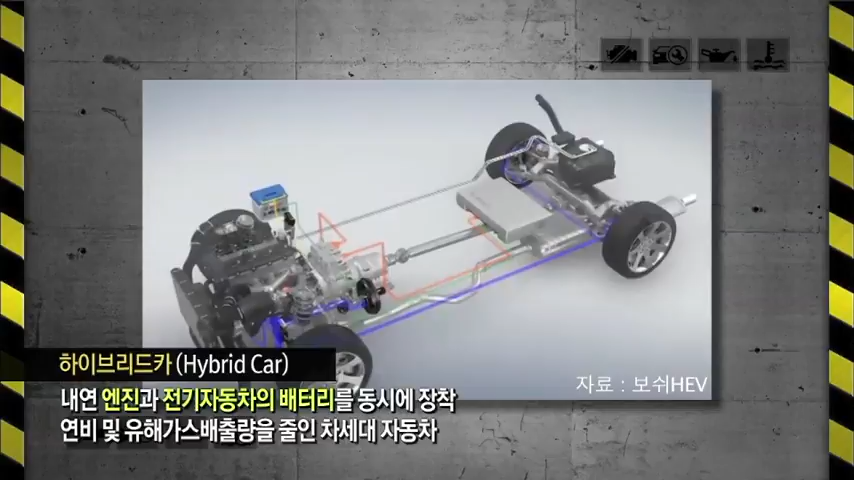 자료 : 보쉬HEV
하이브리드카 (Hybrid Car)
내연 엔진과 전기자동차의 배터리를 동시에 장착
연비 및 유해가스배출량을 줄인 차세대 자동차